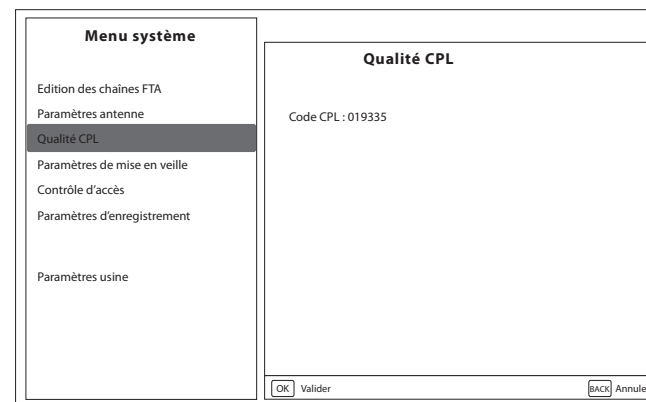 Menu système
Edition des chaînes FTA
Paramètres antenne
Qualité CPL
Paramètres de mise en veille
Contrôle d'accès
Paramètres d'enregistrement
Paramètres usine
Qualité CPL
Code CPL : 019335
OK Valider
BACK Annule